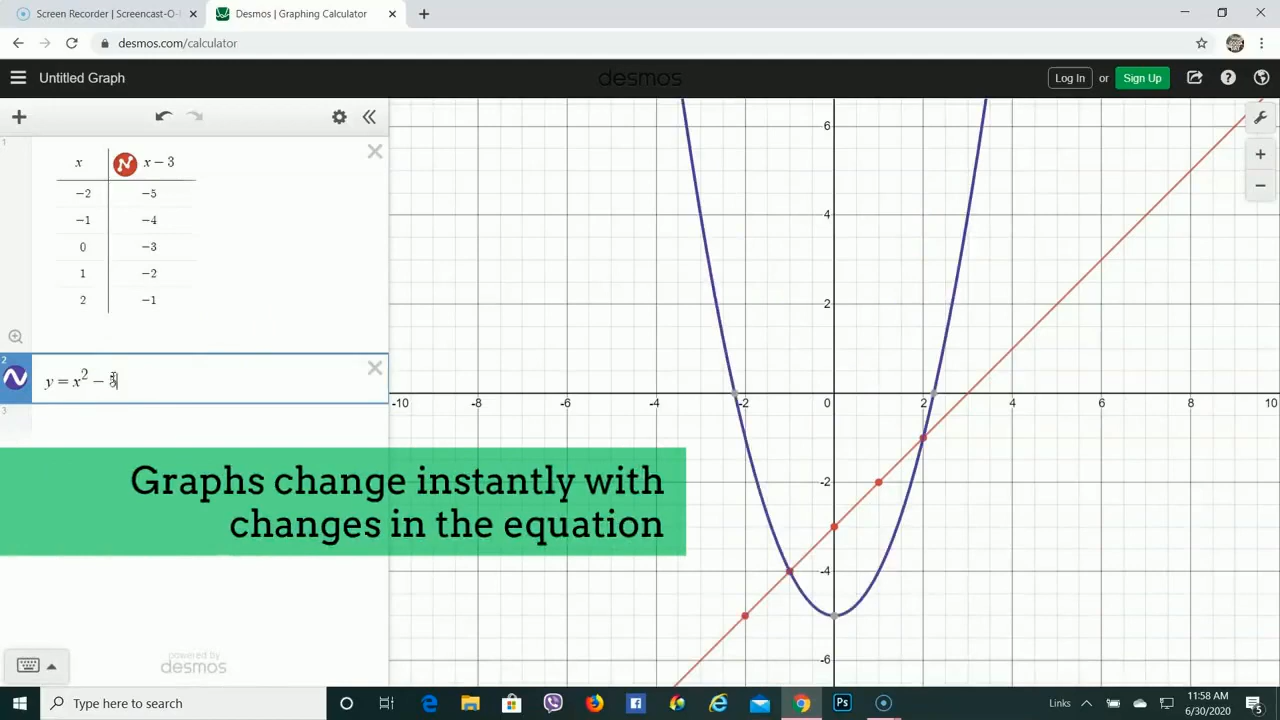 Screen Recorder | Screencast-O-
Desmos | Graphing Calculator
desmos.com/calculator
Untitled Graph
desmos
Log In or Sign Up
1
x x − 3
−2 −5
−1 −4
0 −3
1 −2
2 −1
2
y = x² −
3
6
4
2
-10 -8 -6 -4 -2 0 2 4 6 8 10
-2
-4
-6
Graphs change instantly with
changes in the equation
powered by
desmos
Type here to search
Links
11:58 AM
6/30/2020
5